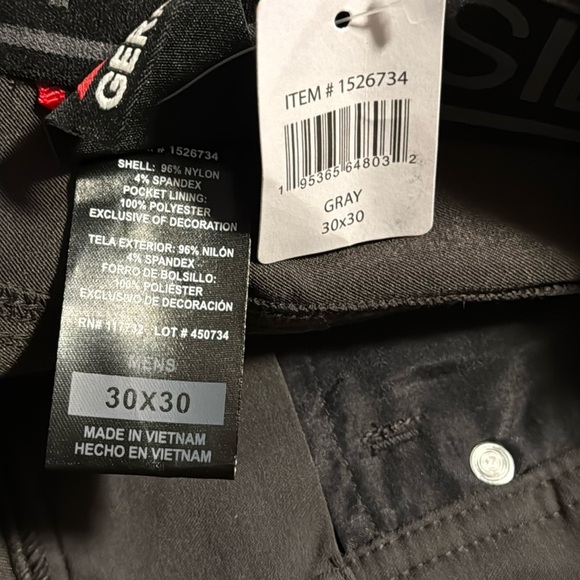 GER
ITEM # 1526734
1 95365 64803 2
GRAY
30x30
# 1526734
SHELL: 96% NYLON
4% SPANDEX
POCKET LINING:
100% POLYESTER
EXCLUSIVE OF DECORATION
TELA EXTERIOR: 96% NILÓN
4% SPANDEX
FORRO DE BOLSILLO:
100% POLIÉSTER
EXCLUSIVO DE DECORACIÓN
RN# 117732 LOT # 450734
MENS
30X30
MADE IN VIETNAM
HECHO EN VIETNAM